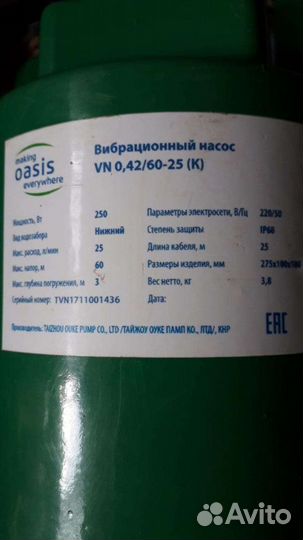 making
oasis
everywhere
Вибрационный насос
VN 0,42/60-25 (K)
Мощность, Вт 250 Параметры электросети, В/Гц 220/50
Вид водозабора Нижний Степень защиты IP68
Макс. расход, л/мин 25 Длина кабеля, м 25
Макс. напор, м 60 Размеры изделия, мм 275x100x100
Макс. глубина погружения, м 3 Вес нетто, кг 3,8
Серийный номер: TVN1711001436 Дата:
EAC
Производитель: TAIZHOU OUKE PUMP CO., LTD /ТАЙЖОУ ОУКЕ ПАМП КО., ЛТД/, КНР
Avito